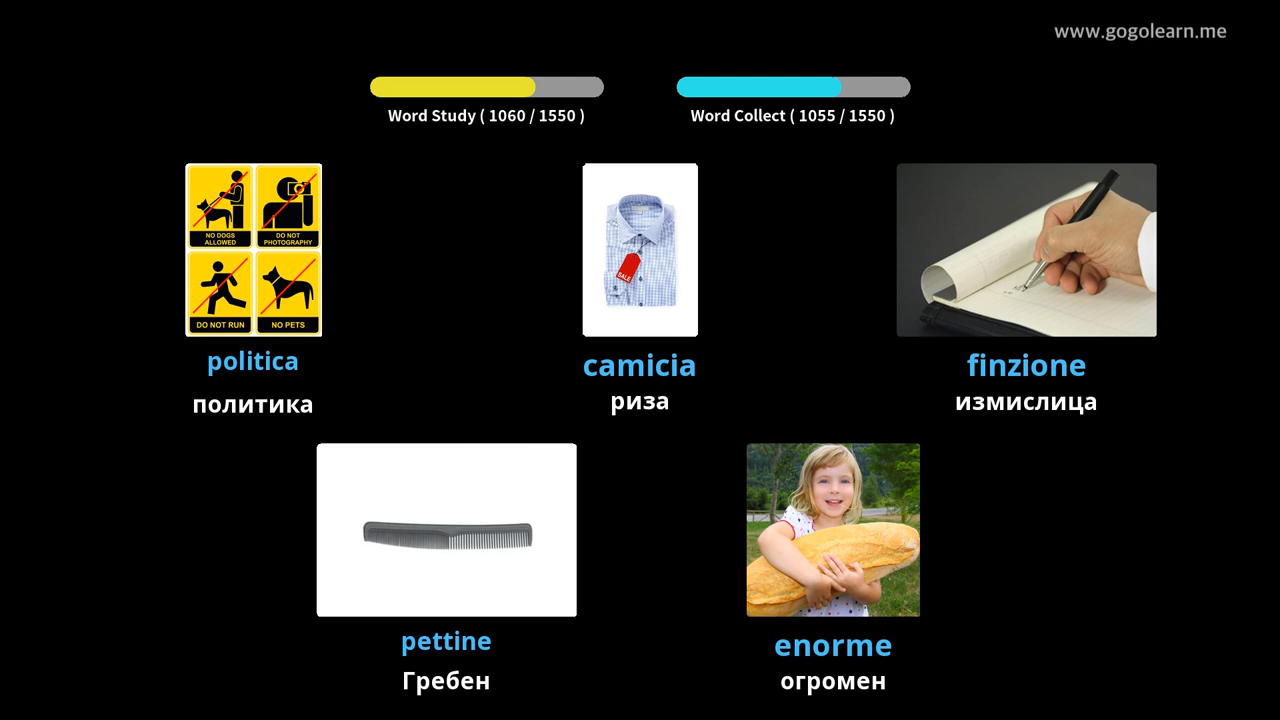 www.gogolearn.me
Word Study ( 1060 / 1550 )
Word Collect ( 1055 / 1550 )
NO DOGS
ALLOWED
DO NOT
PHOTOGRAPHY
DO NOT RUN
NO PETS
SALE
politica
политика
camicia
риза
finzione
измислица
pettine
Гребен
enorme
огромен